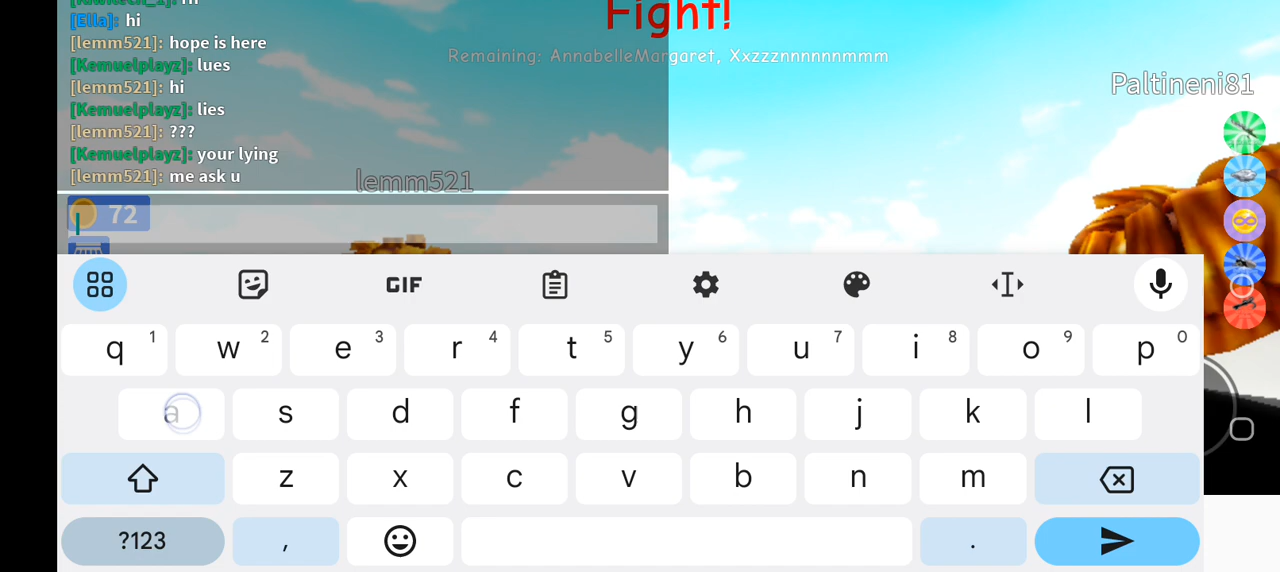 Fight!
[Ella]: hi
[lemm521]: hope is here
Remaining: AnnabelleMargaret, Xxzzznnnnnnmmm
[Kemuelplayz]: lues
[lemm521]: hi
Paltineni81
[Kemuelplayz]: lies
[lemm521]: ???
[Kemuelplayz]: your lying
[lemm521]: me ask u
lemm521
72
GIF
q 1 w 2 e 3 r 4 t 5 y 6 u 7 i 8 o 9 p 0
a s d f g h j k l
z x c v b n m
?123 , .